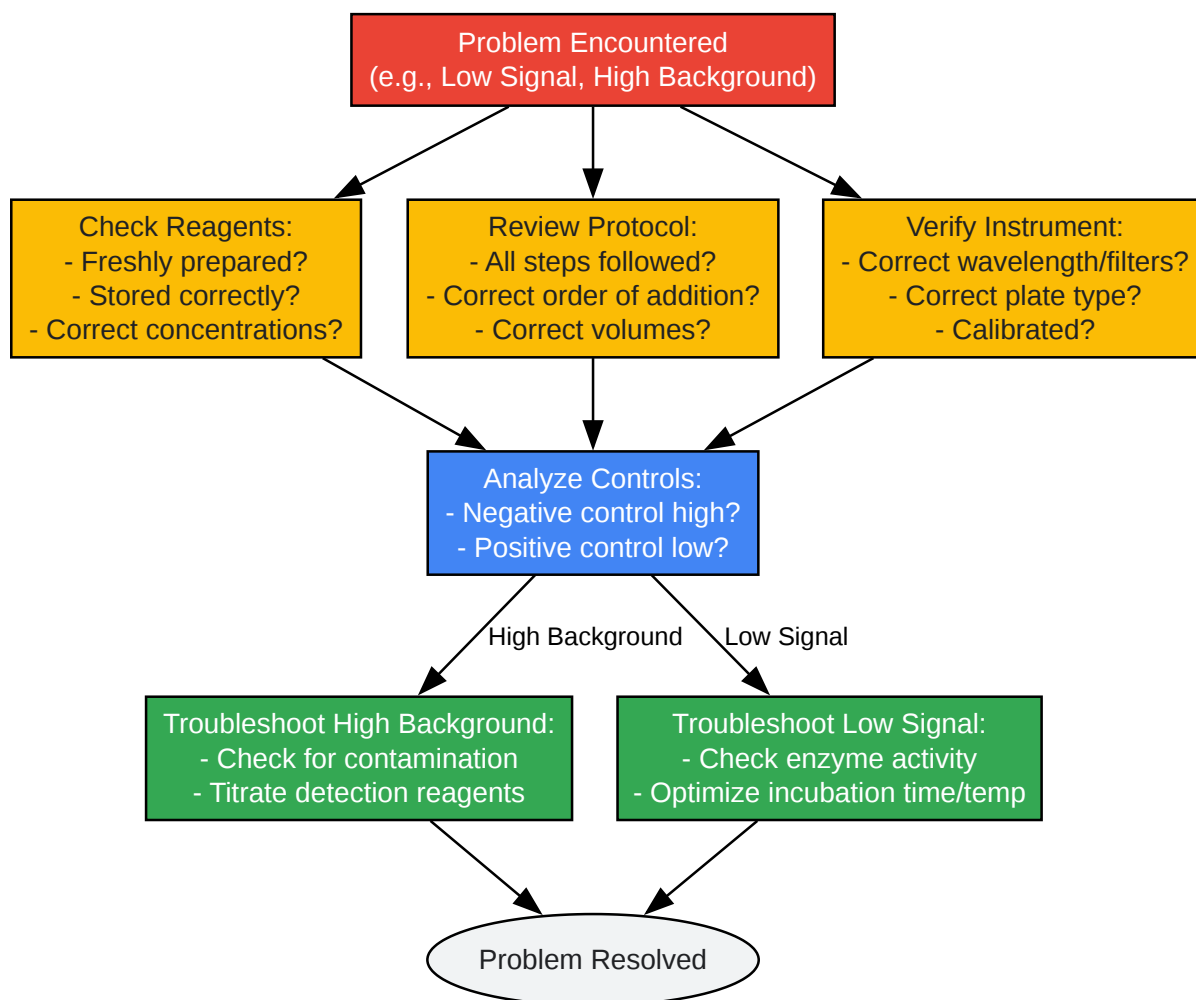 Problem Encountered
(e.g., Low Signal, High Background)
Check Reagents:
- Freshly prepared?
- Stored correctly?
- Correct concentrations?
Review Protocol:
- All steps followed?
- Correct order of addition?
- Correct volumes?
Verify Instrument:
- Correct wavelength/filters?
- Correct plate type?
- Calibrated?
Analyze Controls:
- Negative control high?
- Positive control low?
High Background
Low Signal
Troubleshoot High Background:
- Check for contamination
- Titrate detection reagents
Troubleshoot Low Signal:
- Check enzyme activity
- Optimize incubation time/temp
Problem Resolved